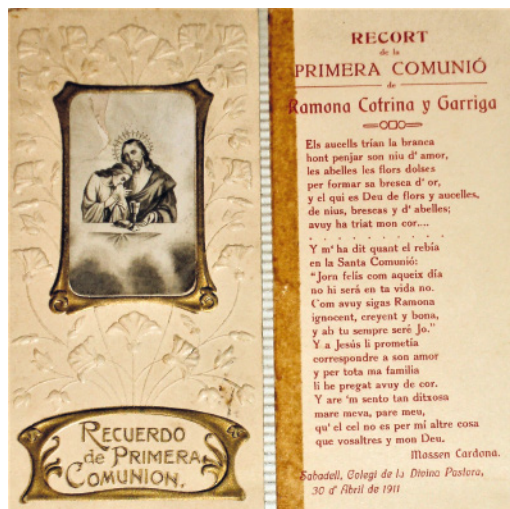 RECUERDO
de PRIMERA
COMUNION.
RECORT
de la
PRIMERA COMUNIÓ
de
Ramona Cotrina y Garriga
Els aucells trían la branca
hont penjar son niu d' amor,
les abelles les flors dolses
per formar sa bresca d' or,
y el qui es Deu de flors y aucelles,
de nius, brescas y d' abelles;
avuy ha triat mon cor....
. . . . . . . . . .
Y m' ha dit quant el rebía
en la Santa Comunió:
"Jorn felís com aqueix día
no hi será en ta vida no.
Com avuy sigas Ramona
ignocent, creyent y bona,
y ab tu sempre seré Jo."
Y a Jesús li prometía
correspondre a son amor
y per tota ma familia
li he pregat avuy de cor.
Y are 'm sento tan ditxosa
mare meva, pare meu,
qu' el cel no es per mí altre cosa
que vosaltres y mon Deu.
Mossen Cardona.
Sabadell, Colegi de la Divina Pastora,
30 d' Abril de 1911